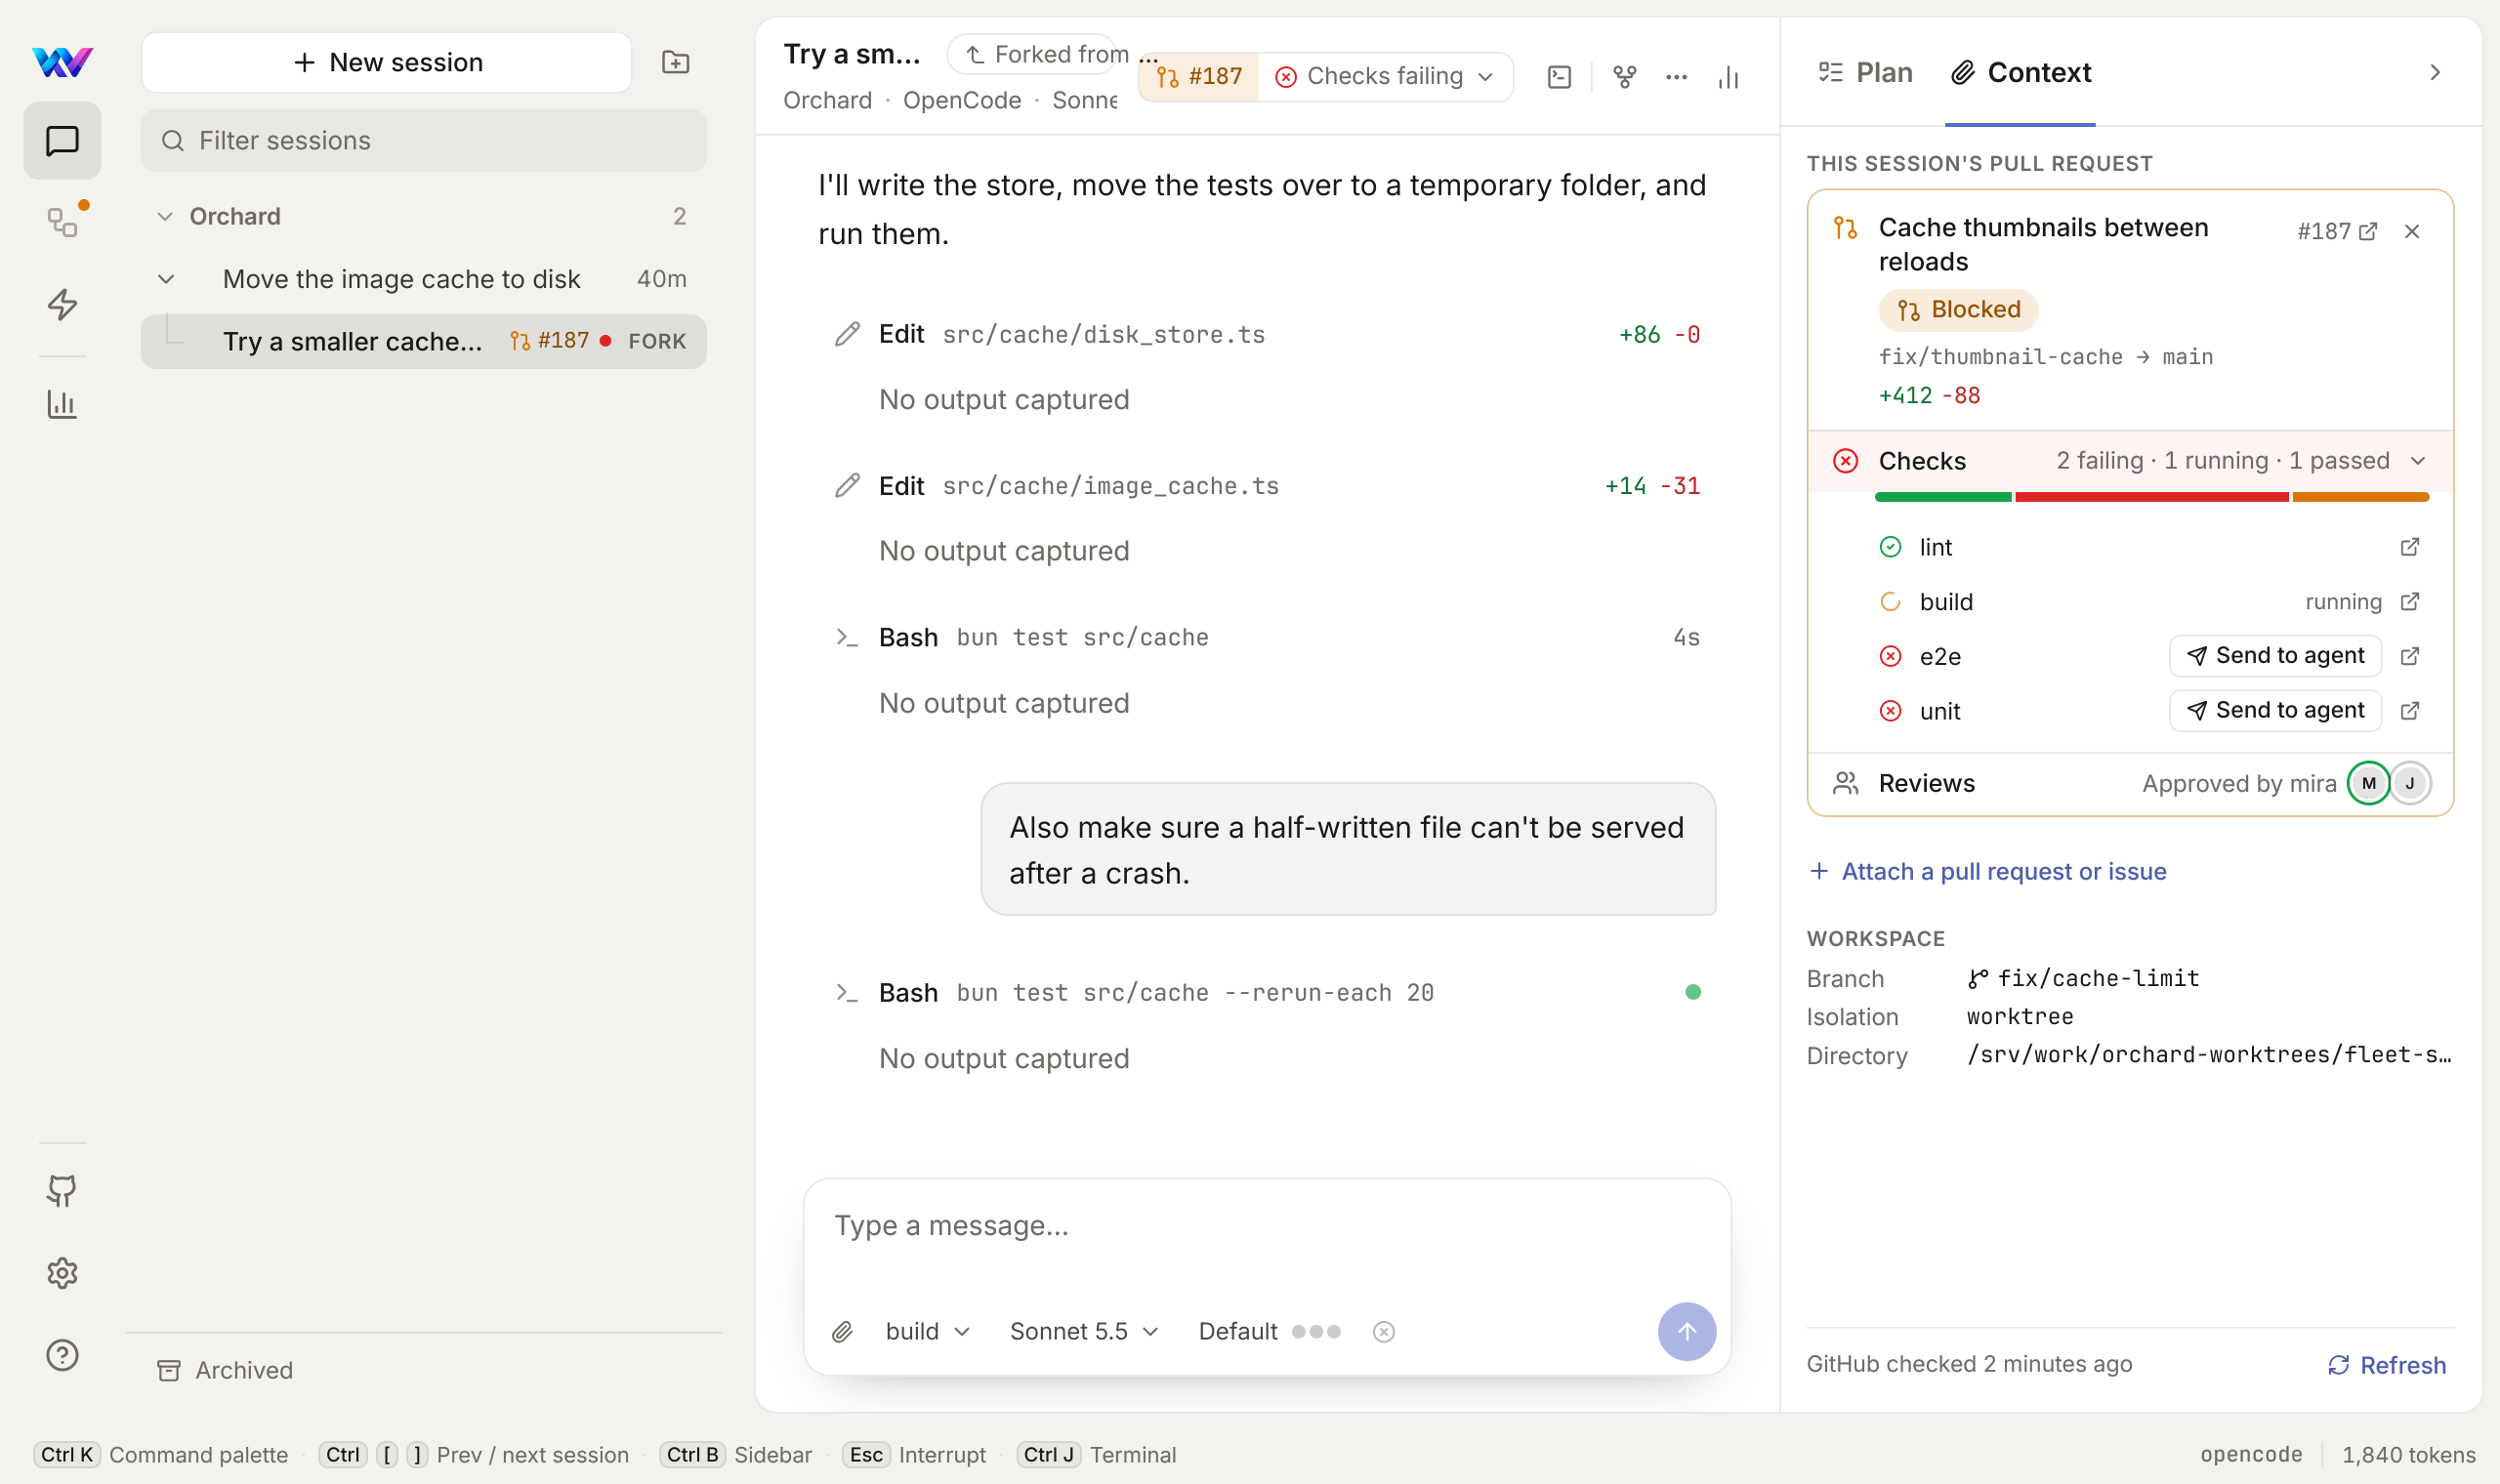 New session
Filter sessions
Orchard 2
Move the image cache to disk 40m
Try a smaller cache... #187 FORK
Archived
Try a sm... Forked from ...
Orchard · OpenCode · Sonne
#187 Checks failing
I'll write the store, move the tests over to a temporary folder, and
run them.
Edit src/cache/disk_store.ts +86 -0
No output captured
Edit src/cache/image_cache.ts +14 -31
No output captured
Bash bun test src/cache 4s
No output captured
Also make sure a half-written file can't be served
after a crash.
Bash bun test src/cache --rerun-each 20
No output captured
Type a message...
build Sonnet 5.5 Default
Plan Context
THIS SESSION'S PULL REQUEST
Cache thumbnails between
reloads
#187
Blocked
fix/thumbnail-cache → main
+412 -88
Checks 2 failing · 1 running · 1 passed
lint
build running
e2e Send to agent
unit Send to agent
Reviews Approved by mira M J
+ Attach a pull request or issue
WORKSPACE
Branch fix/cache-limit
Isolation worktree
Directory /srv/work/orchard-worktrees/fleet-s...
GitHub checked 2 minutes ago Refresh
Ctrl K Command palette · Ctrl [ ] Prev / next session · Ctrl B Sidebar · Esc Interrupt · Ctrl J Terminal
opencode 1,840 tokens